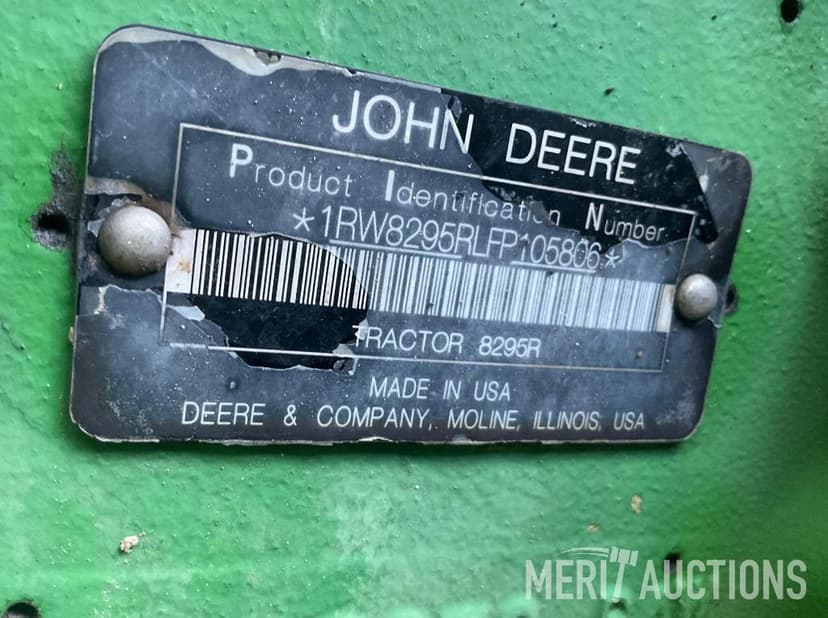 JOHN DEERE
Product Identification Number
*1RW8295RLFP105806*
TRACTOR 8295R
MADE IN USA
DEERE & COMPANY, MOLINE, ILLINOIS, USA
MERIT AUCTIONS